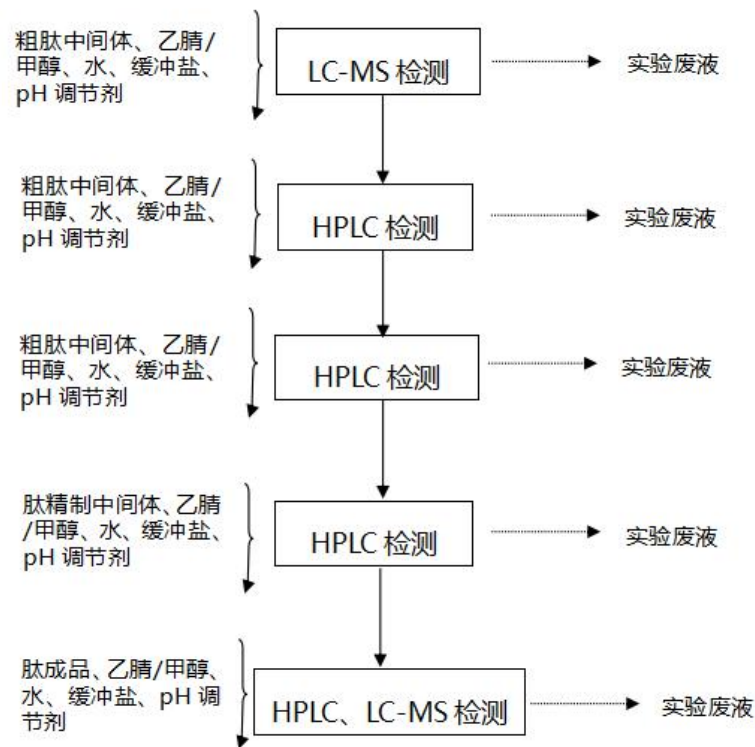 粗肽中间体、乙腈/
甲醇、水、缓冲盐、
pH 调节剂
LC-MS 检测
实验废液
粗肽中间体、乙腈/
甲醇、水、缓冲盐、
pH 调节剂
HPLC 检测
实验废液
粗肽中间体、乙腈/
甲醇、水、缓冲盐、
pH 调节剂
HPLC 检测
实验废液
肽精制中间体、乙腈
/甲醇、水、缓冲盐、
pH 调节剂
HPLC 检测
实验废液
肽成品、乙腈/甲醇、
水、缓冲盐、pH 调
节剂
HPLC、LC-MS 检测
实验废液